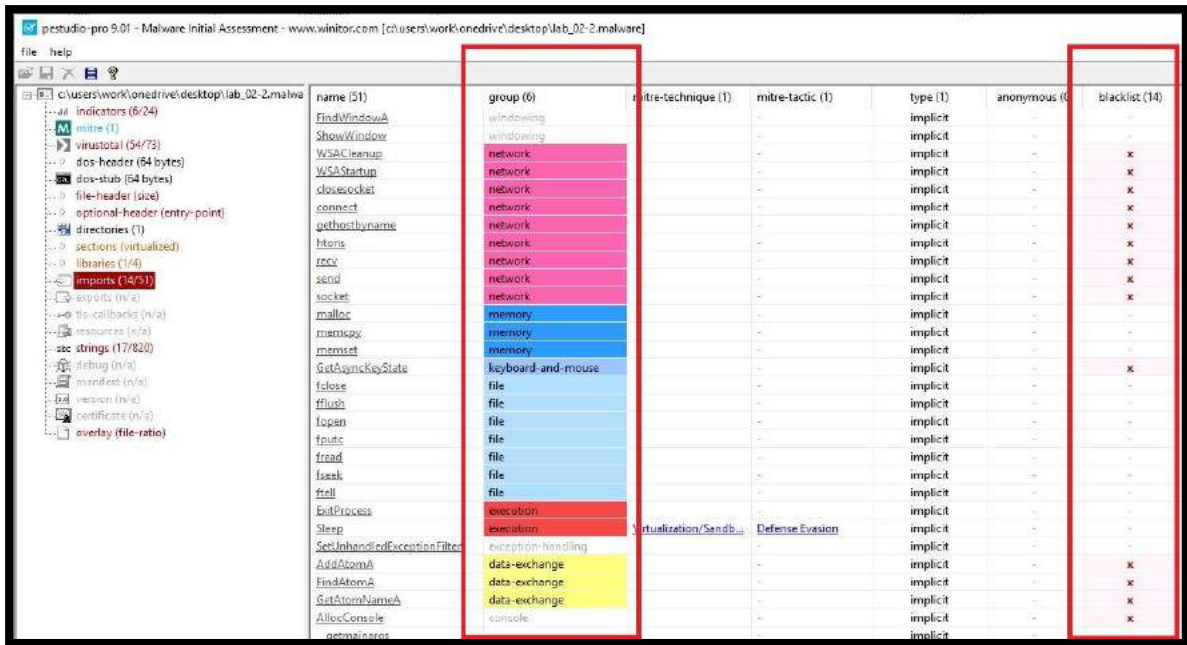 pestudio-pro 9.01 - Malware Initial Assessment - www.winitor.com [c:\users\work\onedrive\desktop\lab_02-2.malware]
file help
c:\users\work\onedrive\desktop\lab_02-2.malwa
indicators (6/24)
mitre (1)
virustotal (54/73)
dos-header (64 bytes)
dos-stub (64 bytes)
file-header (size)
optional-header (entry-point)
directories (1)
sections (virtualized)
libraries (1/4)
imports (14/51)
exports (n/a)
tls-callbacks (n/a)
resources (n/a)
abc strings (17/820)
debug (n/a)
manifest (n/a)
version (n/a)
certificate (n/a)
overlay (file-ratio)
name (51) group (6) mitre-technique (1) mitre-tactic (1) type (1) anonymous (0 blacklist (14)
FindWindowA windowing - implicit - -
ShowWindow windowing - implicit - -
WSACleanup network - implicit - x
WSAStartup network - implicit - x
closesocket network - implicit - x
connect network - implicit - x
gethostbyname network - implicit - x
htons network - implicit - x
recv network - implicit - x
send network - implicit - x
socket network - implicit - x
malloc memory - implicit - -
memcpy memory - implicit - -
memset memory - implicit - -
GetAsyncKeyState keyboard-and-mouse - implicit - x
fclose file - implicit - -
fflush file - implicit - -
fopen file - implicit - -
fputc file - implicit - -
fread file - implicit - -
fseek file - implicit - -
ftell file - implicit - -
ExitProcess execution - implicit - -
Sleep execution Virtualization/Sandb... Defense Evasion implicit - -
SetUnhandledExceptionFilter exception-handling - implicit - -
AddAtomA data-exchange - implicit - x
FindAtomA data-exchange - implicit - x
GetAtomNameA data-exchange - implicit - x
AllocConsole console - implicit - -
getmainargs implicit